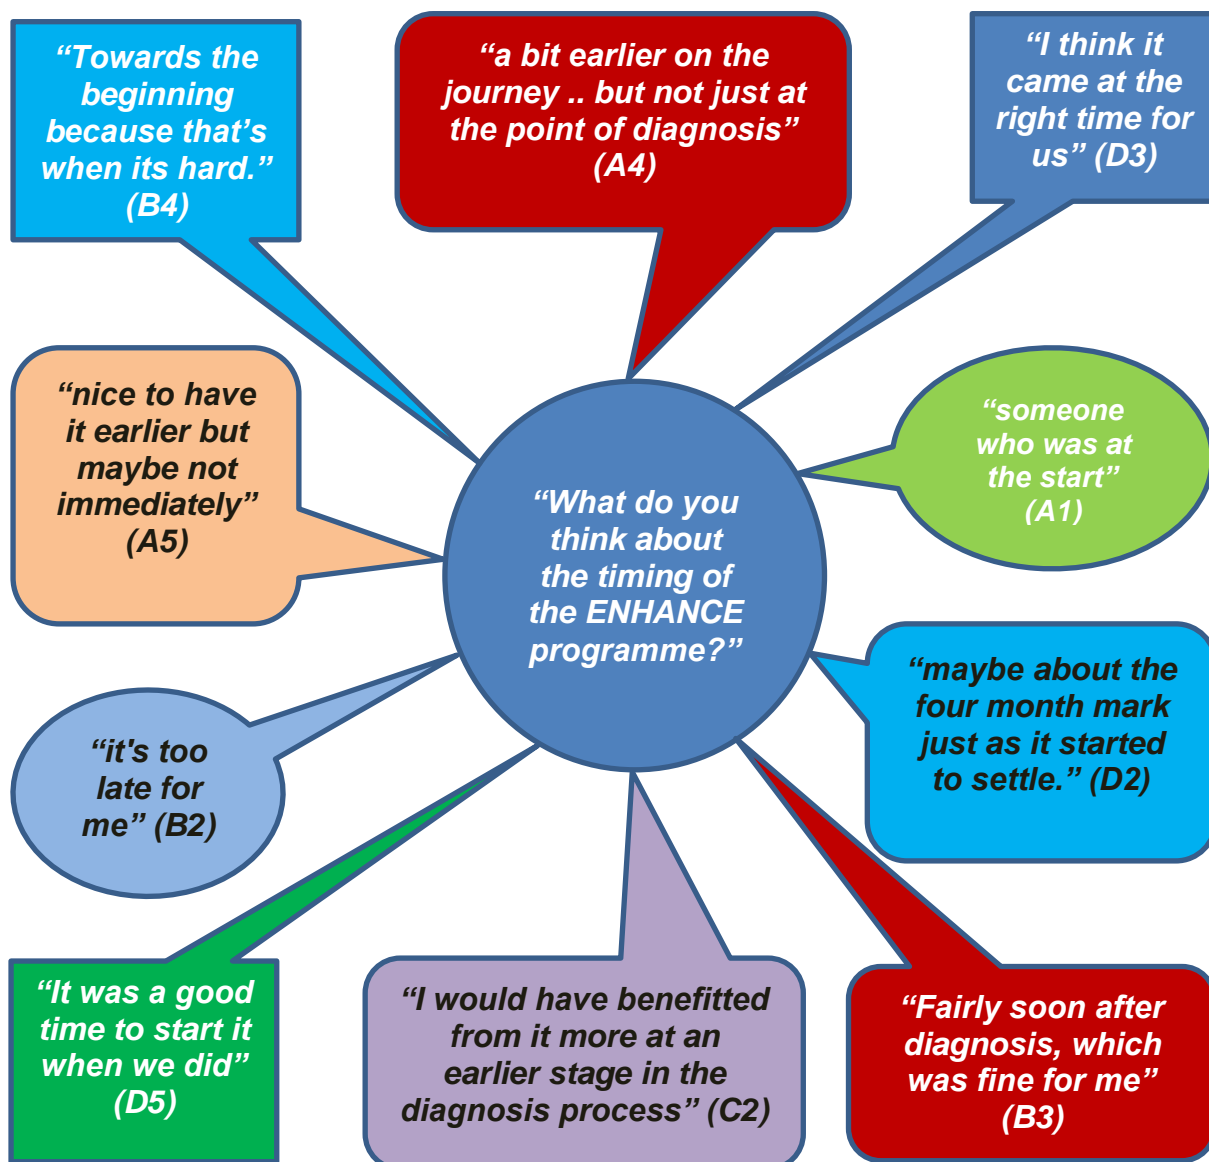 “Towards the
beginning
because that’s
when its hard.”
(B4)
“a bit earlier on the
journey .. but not just at
the point of diagnosis”
(A4)
“I think it
came at the
right time for
us” (D3)
“nice to have
it earlier but
maybe not
immediately”
(A5)
“someone
who was at
the start”
(A1)
“What do you
think about
the timing of
the ENHANCE
programme?”
“maybe about the
four month mark
just as it started
to settle.” (D2)
“it's too
late for
me” (B2)
“It was a good
time to start it
when we did”
(D5)
“I would have benefitted
from it more at an
earlier stage in the
diagnosis process” (C2)
“Fairly soon after
diagnosis, which
was fine for me”
(B3)